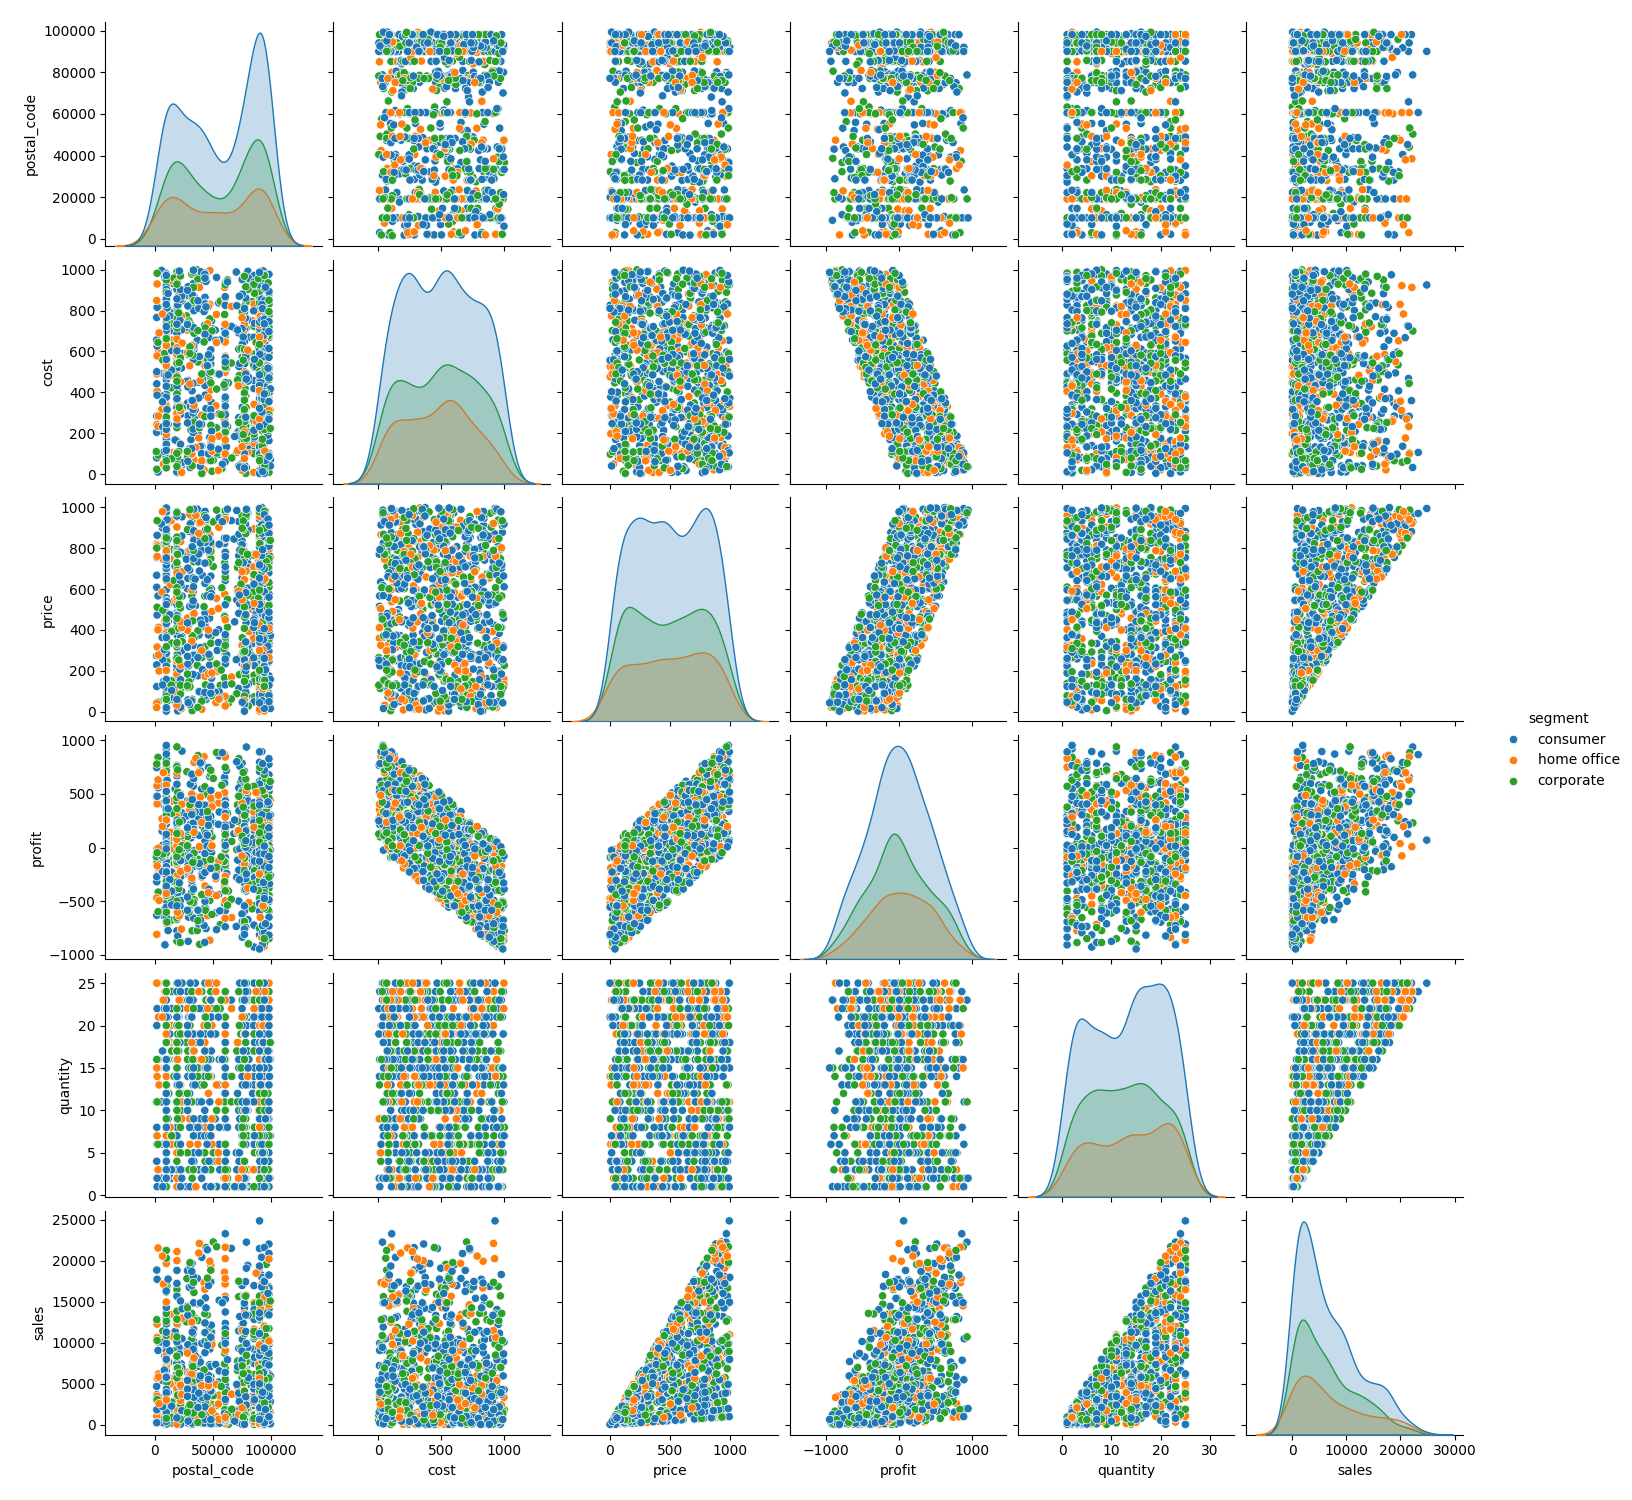 100000
80000
60000
40000
20000
0
postal_code
1000
800
600
400
200
0
cost
1000
800
600
400
200
0
price
segment
consumer
home office
corporate
1000
500
0
−500
−1000
profit
25
20
15
10
5
0
quantity
25000
20000
15000
10000
5000
0
sales
0 50000 100000 0 500 1000 0 500 1000 −1000 0 1000 0 10 20 30 0 10000 20000 30000
postal_code cost price profit quantity sales